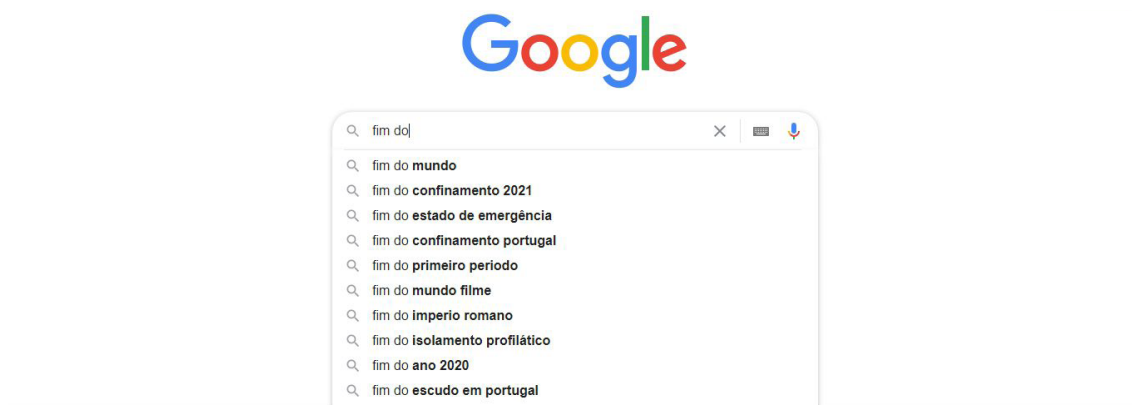 Google
fim do
fim do mundo
fim do confinamento 2021
fim do estado de emergência
fim do confinamento portugal
fim do primeiro periodo
fim do mundo filme
fim do imperio romano
fim do isolamento profilático
fim do ano 2020
fim do escudo em portugal